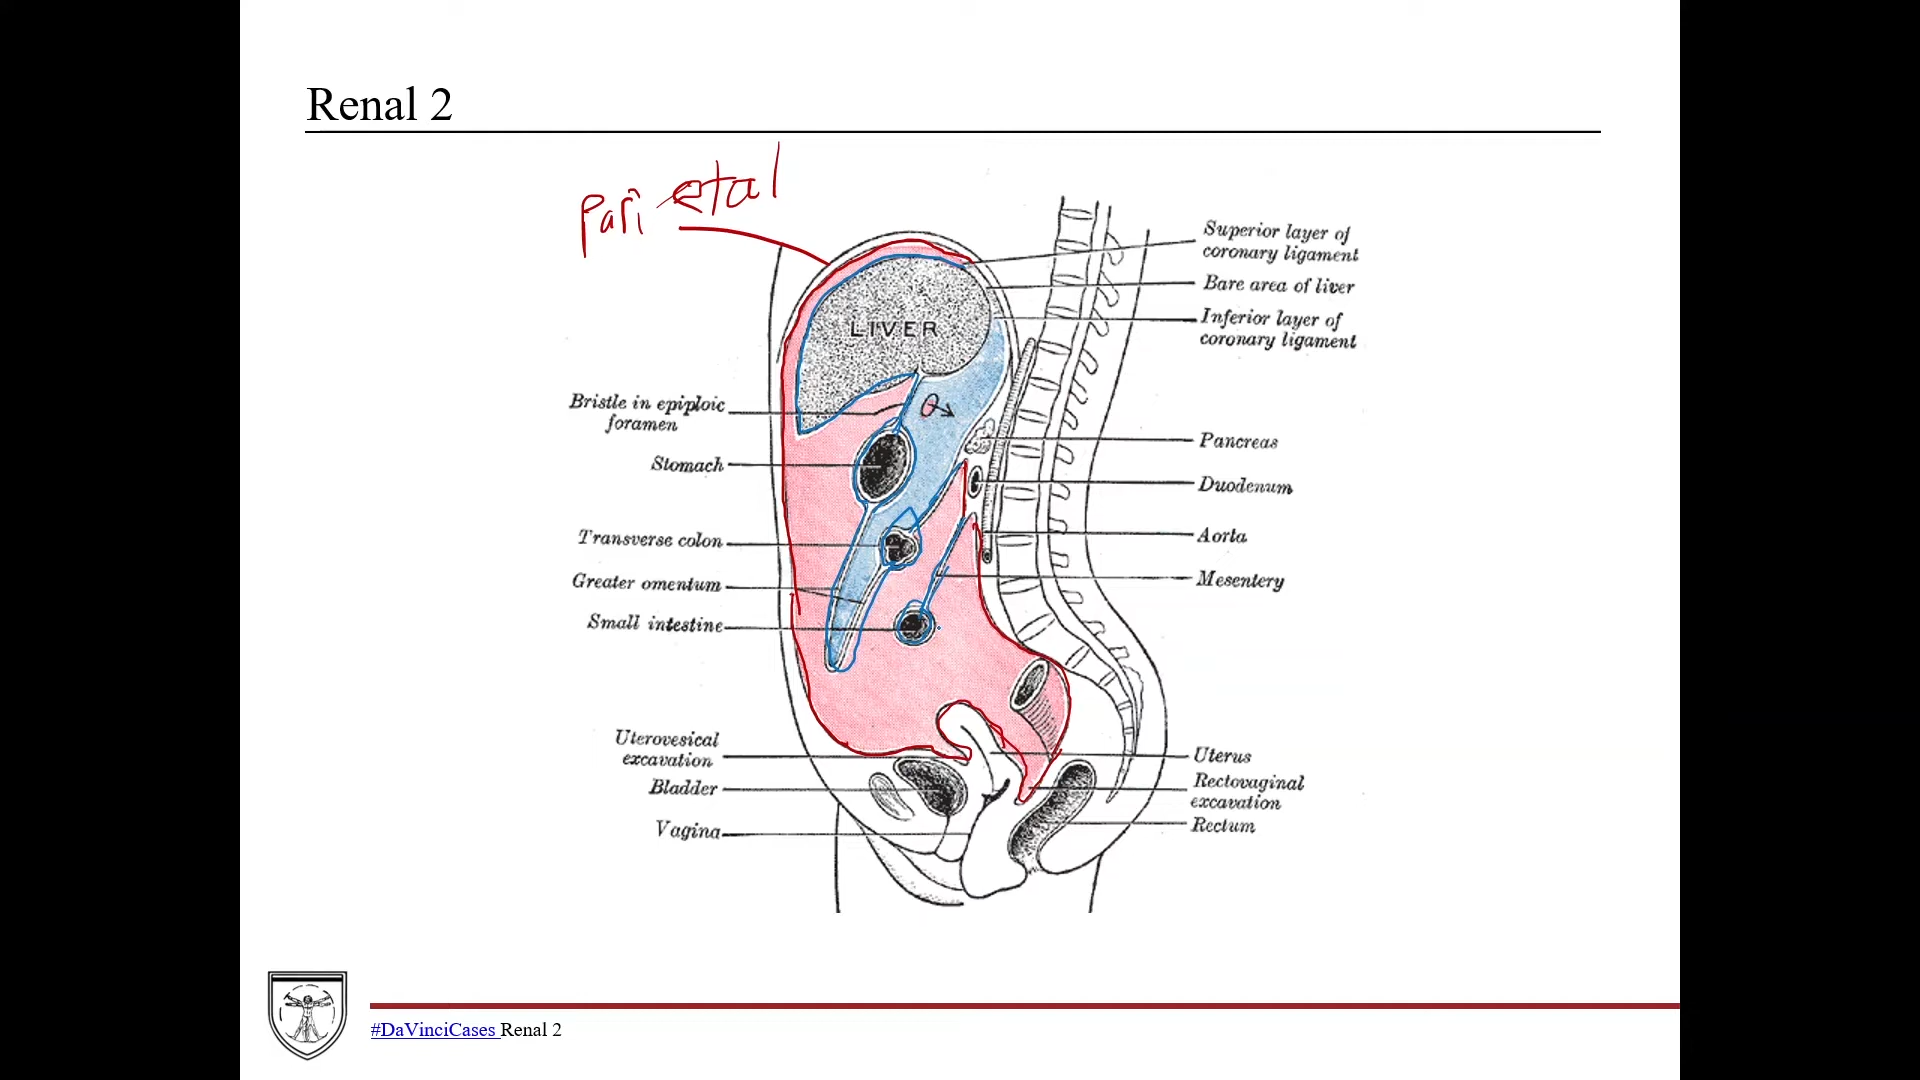 Renal 2
Parietal
Superior layer of
coronary ligament
Bare area of liver
Inferior layer of
coronary ligament
LIVER
Bristle in epiploic
foramen
Stomach
Pancreas
Duodenum
Transverse colon
Aorta
Greater omentum
Mesentery
Small intestine
Uterovesical
excavation
Bladder
Vagina
Uterus
Rectovaginal
excavation
Rectum
#DaVinciCases Renal 2